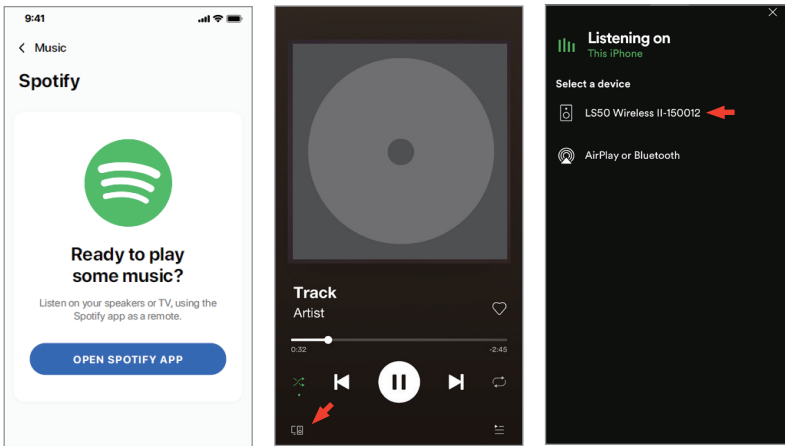 9:41
Music
Spotify
Ready to play
some music?
Listen on your speakers or TV, using the
Spotify app as a remote.
OPEN SPOTIFY APP
Track
Artist
0:32
-2:45
Listening on
This iPhone
Select a device
LS50 Wireless II-150012
AirPlay or Bluetooth